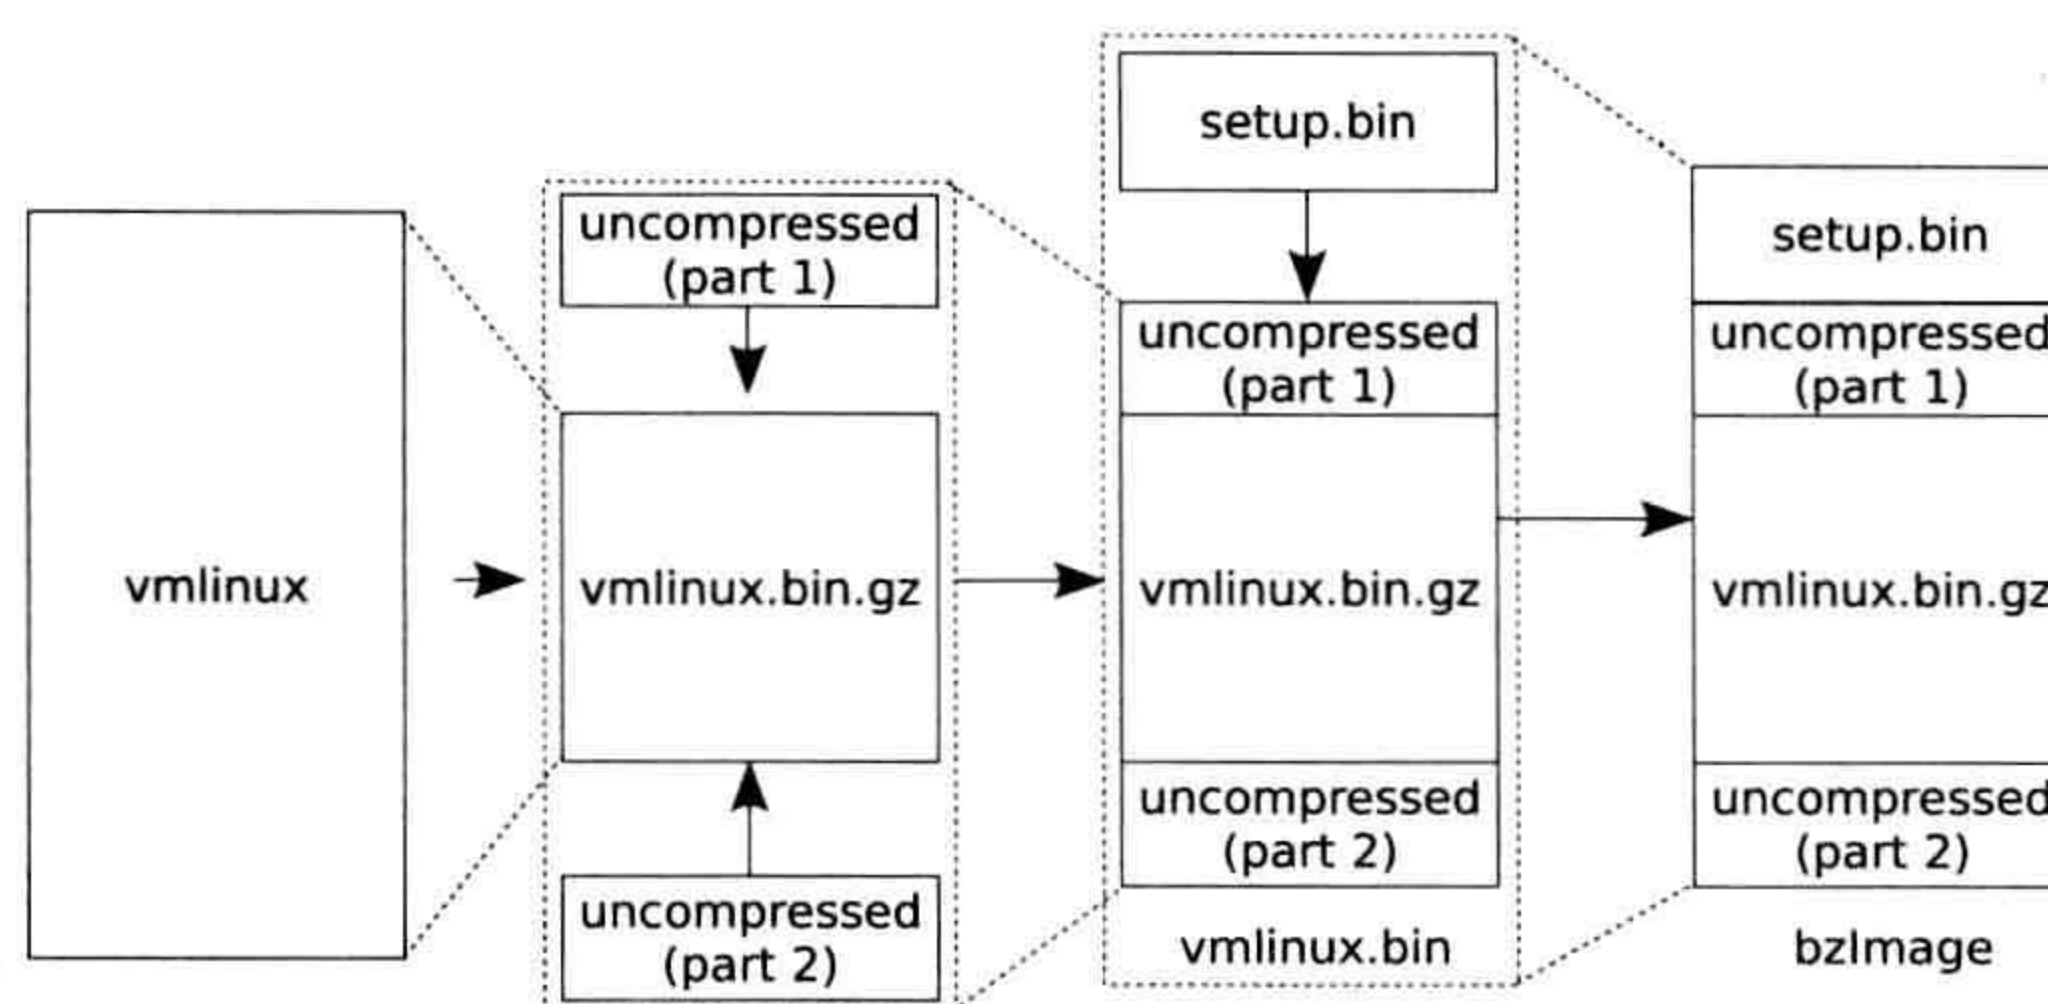 vmlinux
uncompressed
(part 1)
vmlinux.bin.gz
uncompressed
(part 2)
setup.bin
uncompressed
(part 1)
vmlinux.bin.gz
uncompressed
(part 2)
vmlinux.bin
setup.bin
uncompressed
(part 1)
vmlinux.bin.gz
uncompressed
(part 2)
bzImage